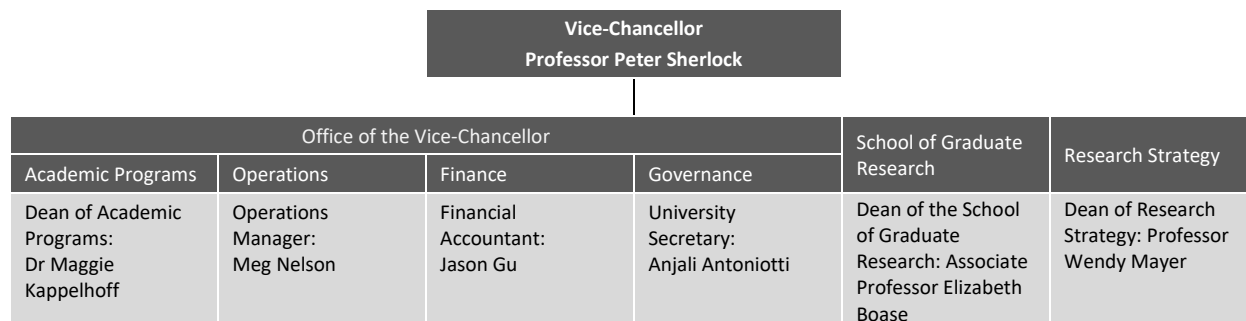 Vice-Chancellor
Professor Peter Sherlock
Office of the Vice-Chancellor
School of Graduate
Research
Research Strategy
Academic Programs
Operations
Finance
Governance
Dean of Academic
Programs:
Dr Maggie
Kappelhoff
Operations
Manager:
Meg Nelson
Financial
Accountant:
Jason Gu
University
Secretary:
Anjali Antoniotti
Dean of the School
of Graduate
Research: Associate
Professor Elizabeth
Boase
Dean of Research
Strategy: Professor
Wendy Mayer